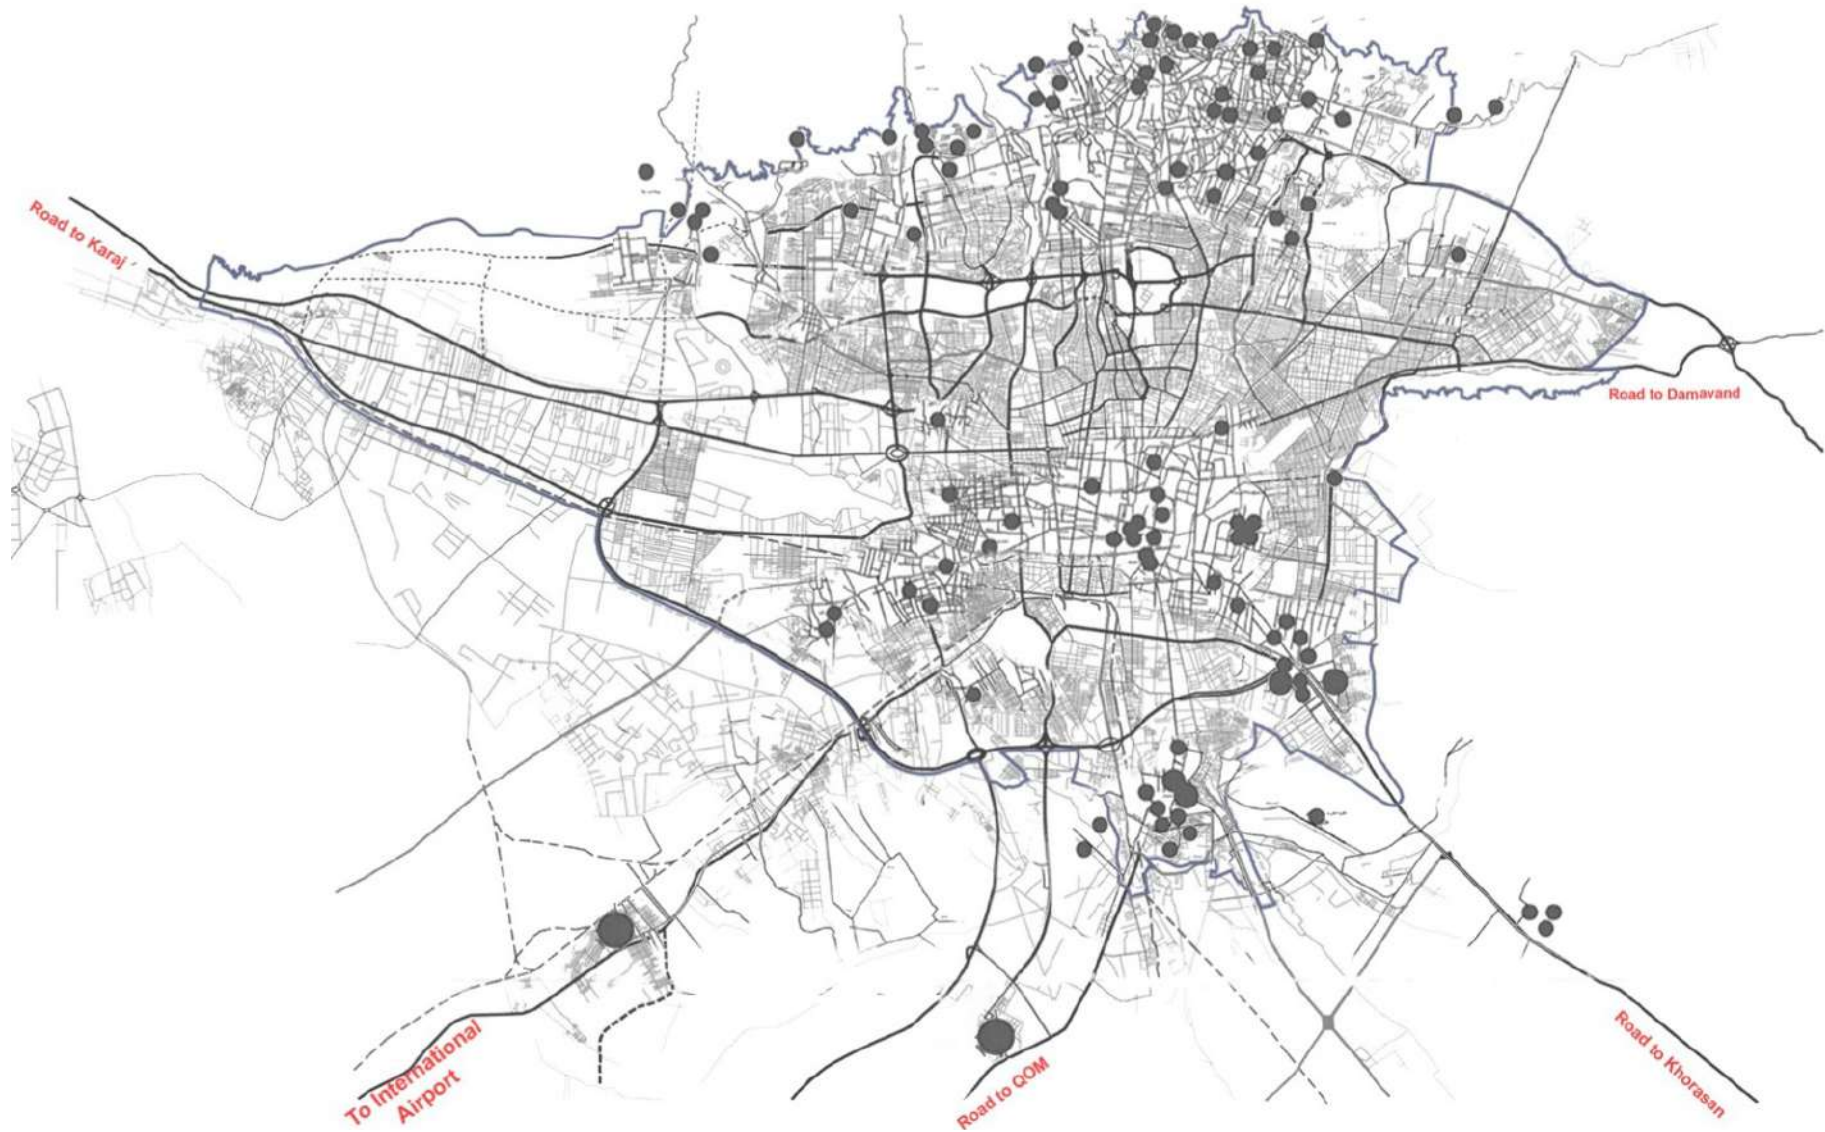 Road to Karaj
Road to Damavand
To International
Airport
Road to QOM
Road to Khorasan